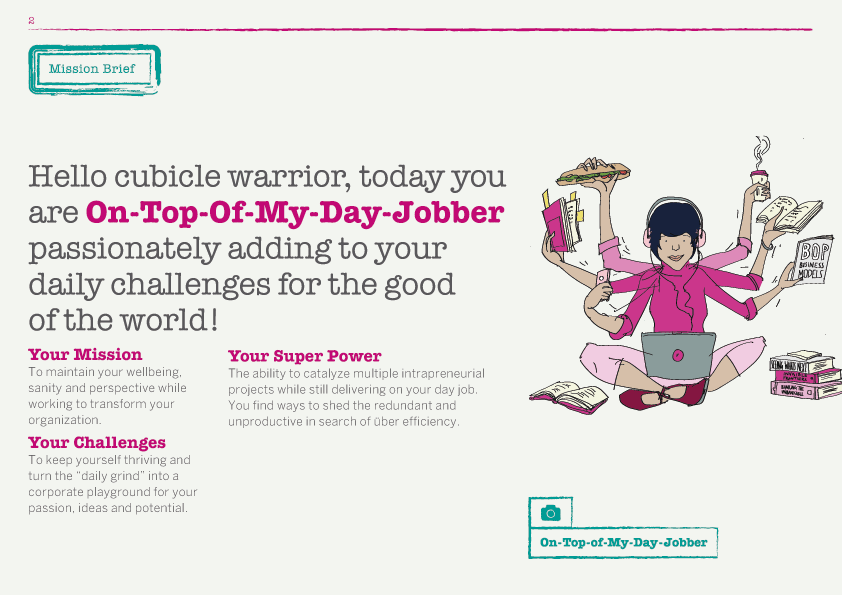 2
Mission Brief
Hello cubicle warrior, today you
are On-Top-Of-My-Day-Jobber
passionately adding to your
daily challenges for the good
of the world!
Your Mission
To maintain your wellbeing,
sanity and perspective while
working to transform your
organization.
Your Challenges
To keep yourself thriving and
turn the “daily grind” into a
corporate playground for your
passion, ideas and potential.
Your Super Power
The ability to catalyze multiple intrapreneurial
projects while still delivering on your day job.
You find ways to shed the redundant and
unproductive in search of über efficiency.
BOP
BUSINESS
MODELS
On-Top-of-My-Day-Jobber